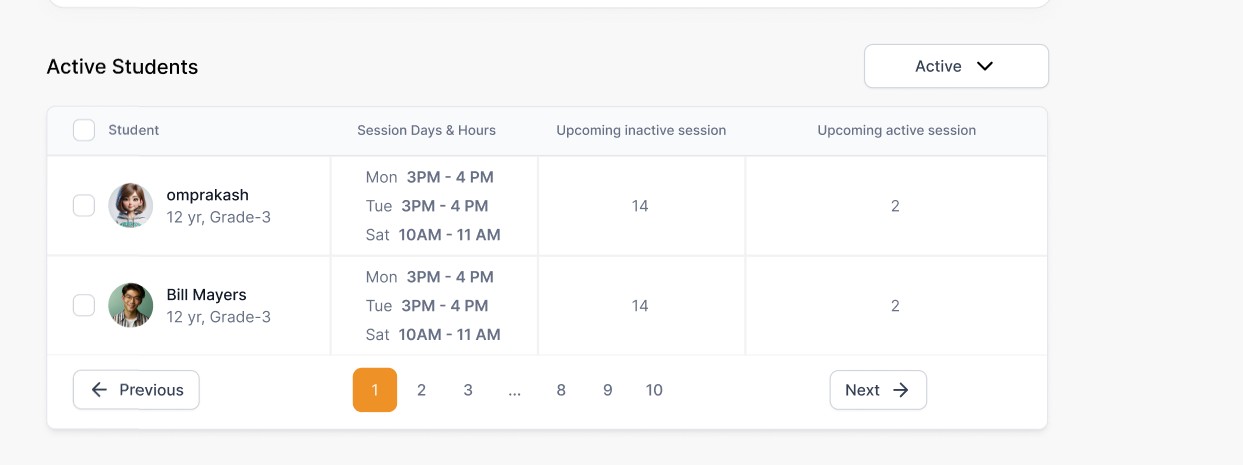 Active Students
Active
Student Session Days & Hours Upcoming inactive session Upcoming active session
omprakash
12 yr, Grade-3
Mon 3PM - 4 PM
Tue 3PM - 4 PM
Sat 10AM - 11 AM
14
2
Bill Mayers
12 yr, Grade-3
Mon 3PM - 4 PM
Tue 3PM - 4 PM
Sat 10AM - 11 AM
14
2
Previous 1 2 3 ... 8 9 10 Next